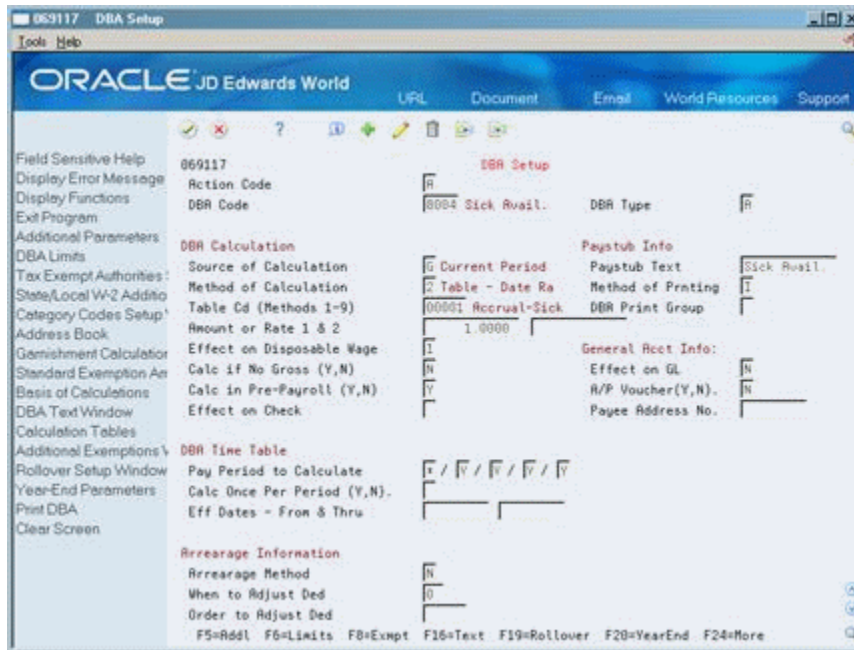 069117 DBA Setup
Tools Help
ORACLE JD Edwards World
URL Document Email World Resources Support
?
Field Sensitive Help
Display Error Message
Display Functions
Exit Program
Additional Parameters
DBA Limits
Tax Exempt Authorities
State/Local W-2 Additio
Category Codes Setup
Address Book
Garnishment Calculation
Standard Exemption Am
Basis of Calculations
DBA Text Window
Calculation Tables
Additional Exemptions
Rollover Setup Window
Year-End Parameters
Print DBA
Clear Screen
069117 DBA Setup
Action Code A
DBA Code 8004 Sick Avail. DBA Type A
DBA Calculation Paystub Info
Source of Calculation G Current Period Paystub Text Sick Avail.
Method of Calculation 2 Table - Date Ra Method of Prnting I
Table Cd (Methods 1-9) 00001 Accrual-Sick DBA Print Group
Amount or Rate 1 & 2 1.0000
Effect on Disposable Wage I General Acct Info:
Calc if No Gross (Y,N) N Effect on GL N
Calc in Pre-Payroll (Y,N) Y A/P Voucher(Y,N). N
Effect on Check Payee Address No.
DBA Time Table
Pay Period to Calculate * / Y / Y / Y / Y
Calc Once Per Period (Y,N).
Eff Dates - From & Thru
Arrearage Information
Arrearage Method N
When to Adjust Ded 0
Order to Adjust Ded
F5=Addl F6=Limits F8=Exmpt F16=Text F19=Rollover F20=YearEnd F24=More